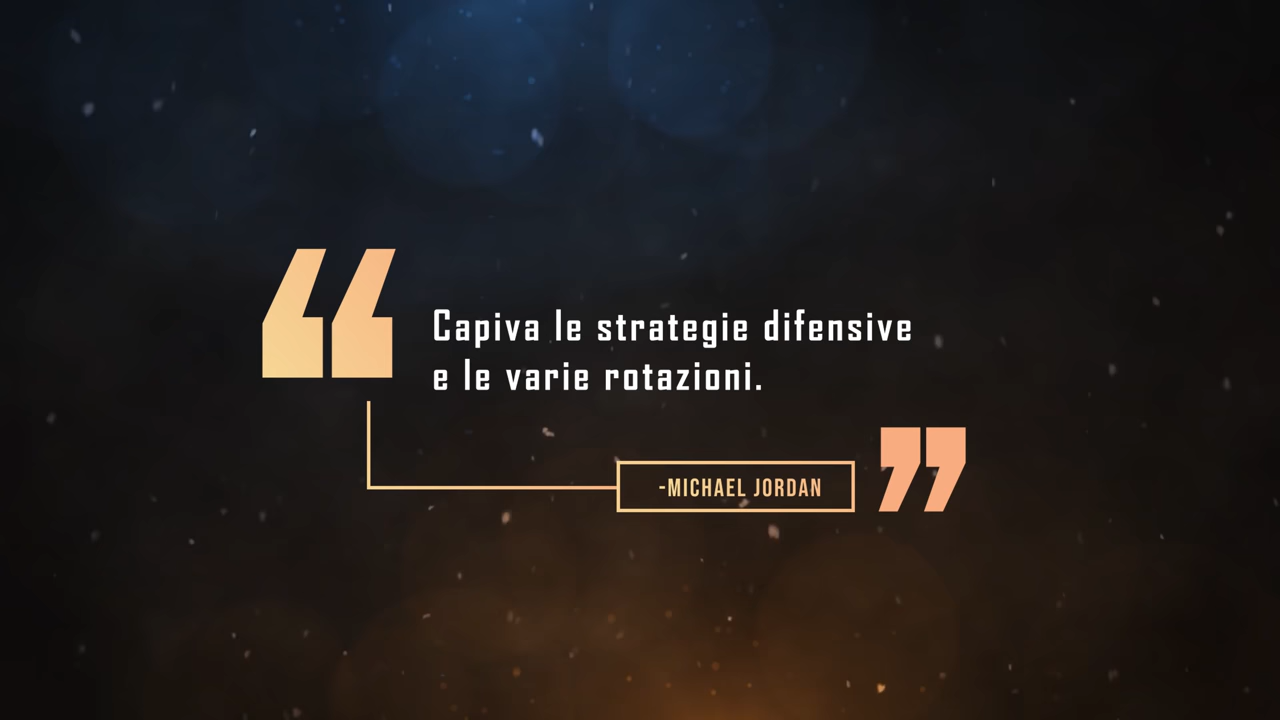 “
Capiva le strategie difensive
e le varie rotazioni.
-MICHAEL JORDAN
”